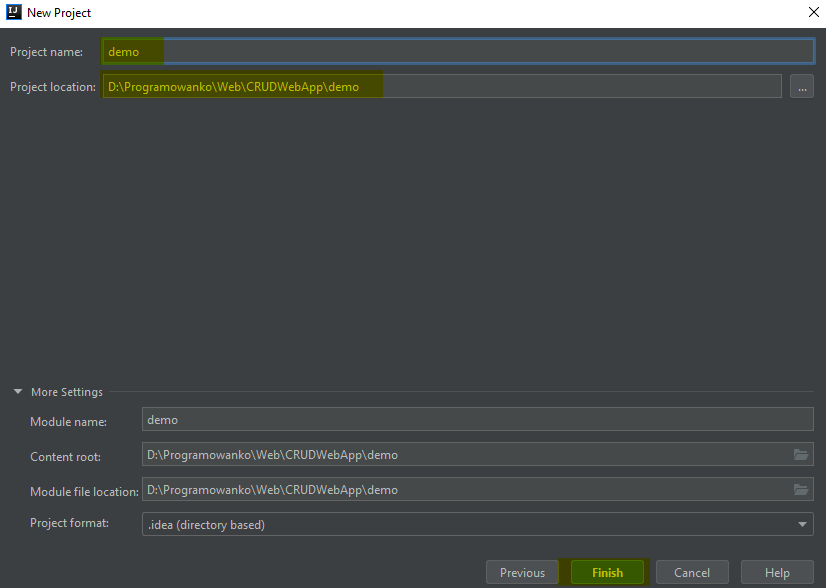 New Project
Project name: demo
Project location: D:\Programowanko\Web\CRUDWebApp\demo ...
More Settings
Module name: demo
Content root: D:\Programowanko\Web\CRUDWebApp\demo
Module file location: D:\Programowanko\Web\CRUDWebApp\demo
Project format: .idea (directory based)
Previous Finish Cancel Help